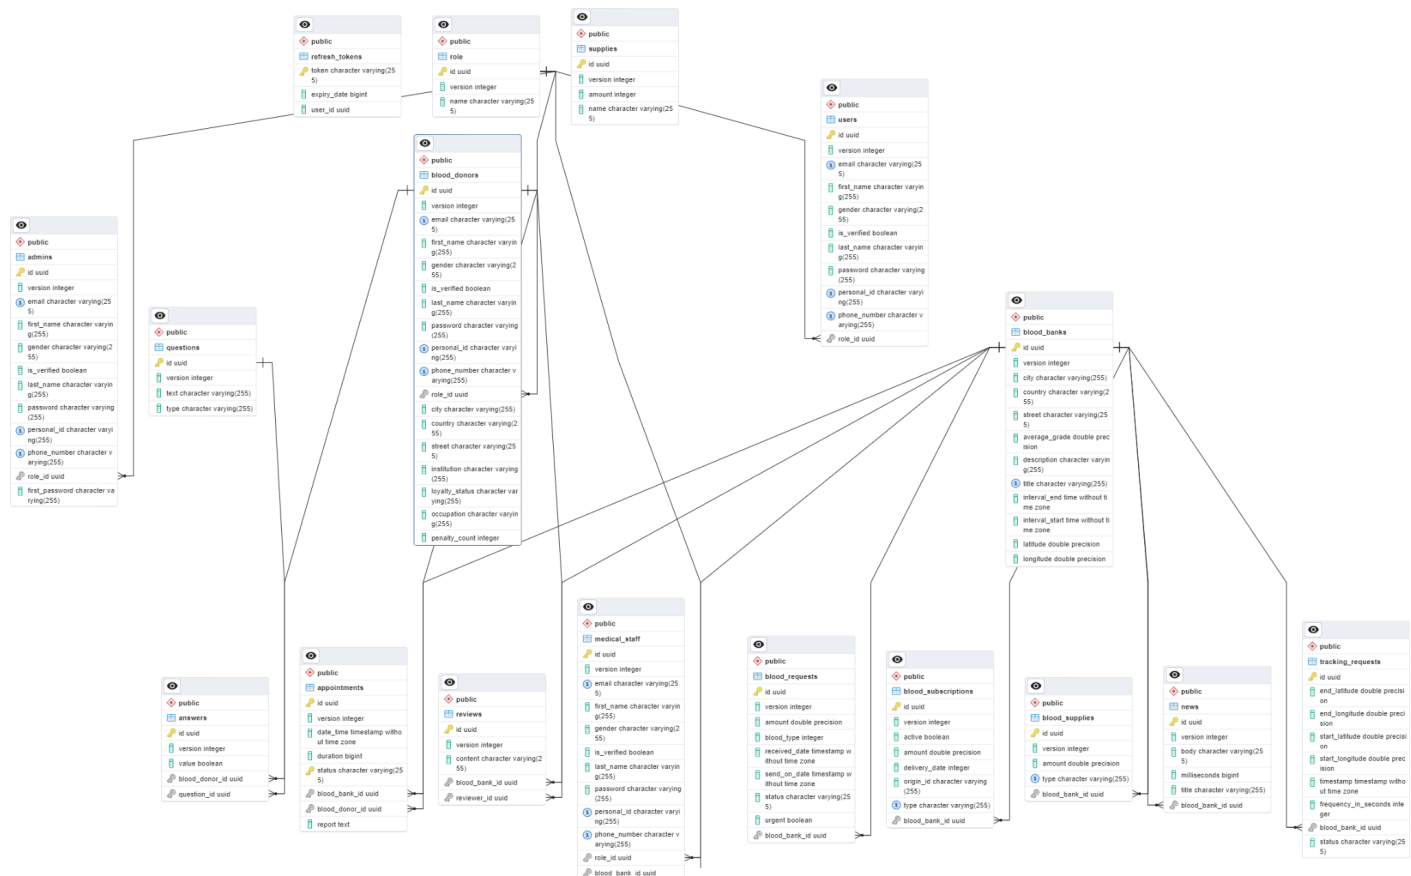 public
refresh_tokens
token character varying(25
5)
expiry_date bigint
user_id uuid
public
role
id uuid
version integer
name character varying(25
5)
public
supplies
id uuid
version integer
amount integer
name character varying(25
5)
public
users
id uuid
version integer
email character varying(25
5)
first_name character varyin
g(255)
gender character varying(2
55)
is_verified boolean
last_name character varyin
g(255)
password character varying
(255)
personal_id character varyi
ng(255)
phone_number character v
arying(255)
role_id uuid
public
blood_donors
id uuid
version integer
email character varying(25
5)
first_name character varyin
g(255)
gender character varying(2
55)
is_verified boolean
last_name character varyin
g(255)
password character varying
(255)
personal_id character varyi
ng(255)
phone_number character v
arying(255)
role_id uuid
city character varying(255)
country character varying(2
55)
street character varying(25
5)
institution character varying
(255)
loyalty_status character var
ying(255)
occupation character varyin
g(255)
penalty_count integer
public
admins
id uuid
version integer
email character varying(25
5)
first_name character varyin
g(255)
gender character varying(2
55)
is_verified boolean
last_name character varyin
g(255)
password character varying
(255)
personal_id character varyi
ng(255)
phone_number character v
arying(255)
role_id uuid
first_password character va
rying(255)
public
questions
id uuid
version integer
text character varying(255)
type character varying(255)
public
blood_banks
id uuid
version integer
city character varying(255)
country character varying(2
55)
street character varying(25
5)
average_grade double prec
ision
description character varyin
g(255)
title character varying(255)
interval_end time without ti
me zone
interval_start time without ti
me zone
latitude double precision
longitude double precision
public
answers
id uuid
version integer
value boolean
blood_donor_id uuid
question_id uuid
public
appointments
id uuid
version integer
date_time timestamp witho
ut time zone
duration bigint
status character varying(25
5)
blood_bank_id uuid
blood_donor_id uuid
report text
public
reviews
id uuid
version integer
content character varying(2
55)
blood_bank_id uuid
reviewer_id uuid
public
medical_staff
id uuid
version integer
email character varying(25
5)
first_name character varyin
g(255)
gender character varying(2
55)
is_verified boolean
last_name character varyin
g(255)
password character varying
(255)
personal_id character varyi
ng(255)
phone_number character v
arying(255)
role_id uuid
blood_bank_id uuid
public
blood_requests
id uuid
version integer
amount double precision
blood_type integer
received_date timestamp w
ithout time zone
send_on_date timestamp w
ithout time zone
status character varying(25
5)
urgent boolean
blood_bank_id uuid
public
blood_subscriptions
id uuid
version integer
active boolean
amount double precision
delivery_date integer
origin_id character varying
(255)
type character varying(255)
blood_bank_id uuid
public
blood_supplies
id uuid
version integer
amount double precision
type character varying(255)
blood_bank_id uuid
public
news
id uuid
version integer
body character varying(25
5)
milliseconds bigint
title character varying(255)
blood_bank_id uuid
public
tracking_requests
id uuid
end_latitude double precisi
on
end_longitude double preci
sion
start_latitude double precisi
on
start_longitude double prec
ision
timestamp timestamp witho
ut time zone
frequency_in_seconds inte
ger
blood_bank_id uuid
status character varying(25
5)